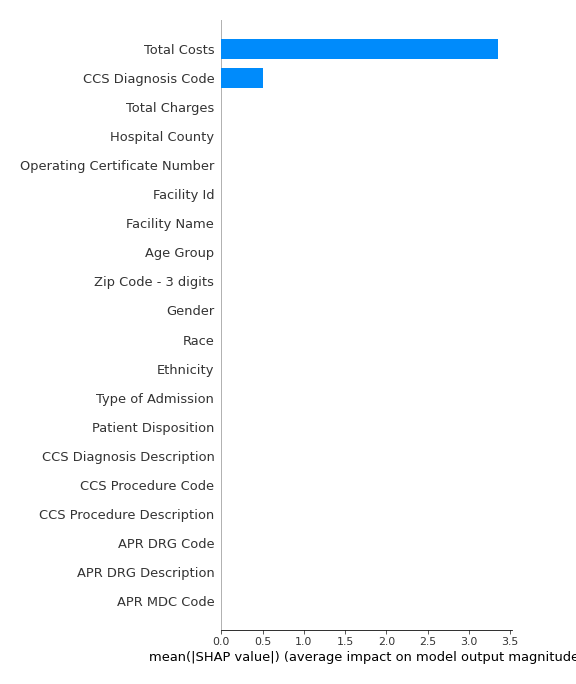 Total Costs
CCS Diagnosis Code
Total Charges
Hospital County
Operating Certificate Number
Facility Id
Facility Name
Age Group
Zip Code - 3 digits
Gender
Race
Ethnicity
Type of Admission
Patient Disposition
CCS Diagnosis Description
CCS Procedure Code
CCS Procedure Description
APR DRG Code
APR DRG Description
APR MDC Code
0.0 0.5 1.0 1.5 2.0 2.5 3.0 3.5
mean(|SHAP value|) (average impact on model output magnitude